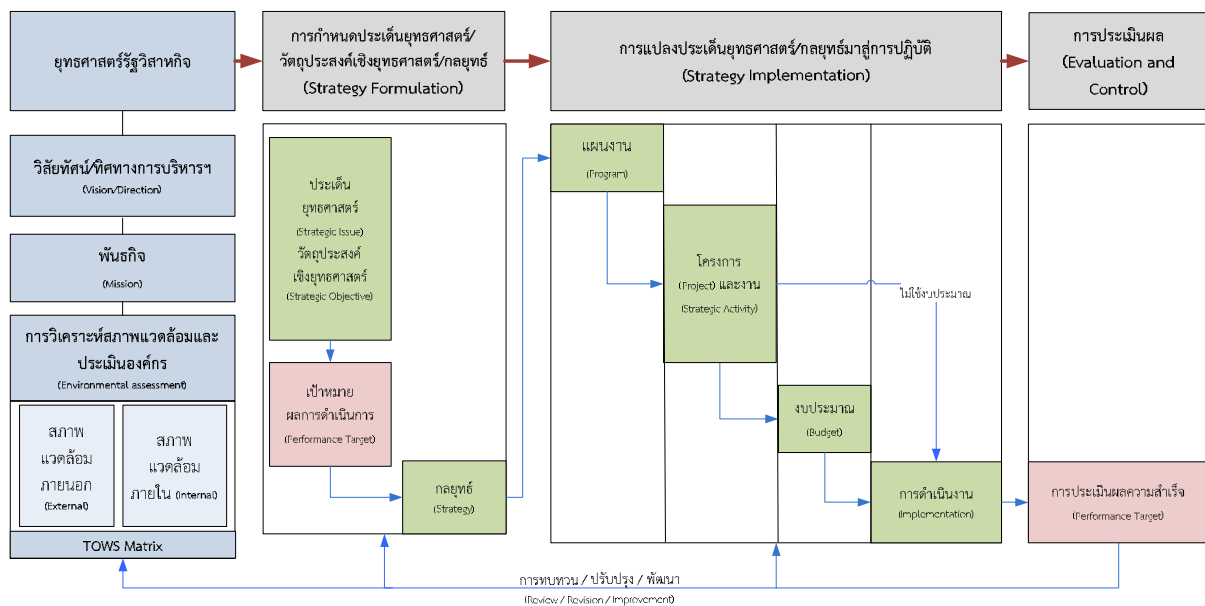 ยุทธศาสตร์รัฐวิสาหกิจ
การกำหนดประเด็นยุทธศาสตร์/
วัตถุประสงค์เชิงยุทธศาสตร์/กลยุทธ์
(Strategy Formulation)
การแปลงประเด็นยุทธศาสตร์/กลยุทธ์มาสู่การปฏิบัติ
(Strategy Implementation)
การประเมินผล
(Evaluation and
Control)
วิสัยทัศน์/ทิศทางการบริหารฯ
(Vision/Direction)
พันธกิจ
(Mission)
การวิเคราะห์สภาพแวดล้อมและ
ประเมินองค์กร
(Environmental assessment)
สภาพ
แวดล้อม
ภายนอก
(External)
สภาพ
แวดล้อม
ภายใน (Internal)
TOWS Matrix
ประเด็น
ยุทธศาสตร์
(Strategic Issue)
วัตถุประสงค์
เชิงยุทธศาสตร์
(Strategic Objective)
เป้าหมาย
ผลการดำเนินการ
(Performance Target)
กลยุทธ์
(Strategy)
แผนงาน
(Program)
โครงการ
(Project) และงาน
(Strategic Activity)
ไม่ใช้งบประมาณ
งบประมาณ
(Budget)
การดำเนินงาน
(Implementation)
การประเมินผลความสำเร็จ
(Performance Target)
การทบทวน / ปรับปรุง / พัฒนา
(Review / Revision / Improvement)